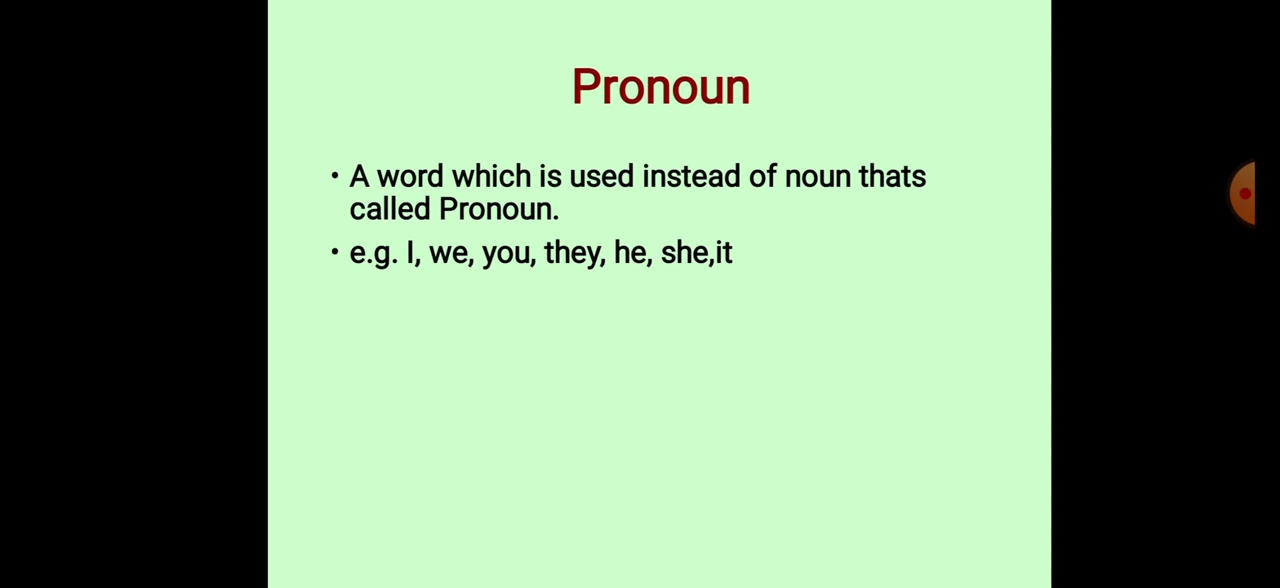 Pronoun
• A word which is used instead of noun thats
called Pronoun.
• e.g. I, we, you, they, he, she,it